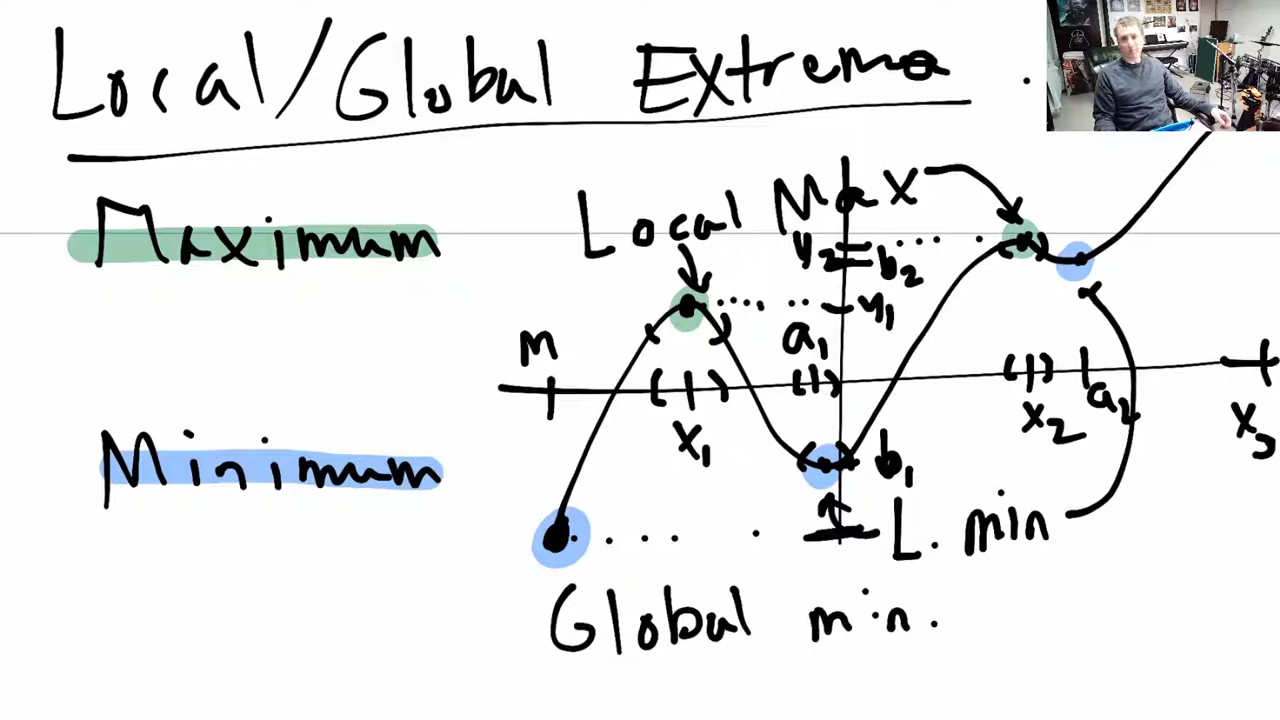 Local/Global Extrema
Maximum
Local Max
y2 b2
y1
a1
m
x1
x2
a2
x3
Minimum
b1
L. min
Global min.